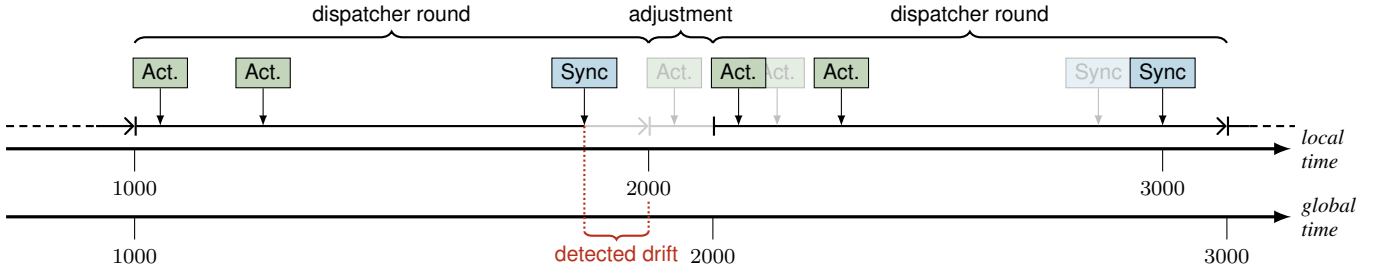 dispatcher round adjustment dispatcher round
Act. Act. Sync Act. Act. Act. Act. Sync Sync
local
time
1000 2000 3000
global
time
1000 detected drift 2000 3000